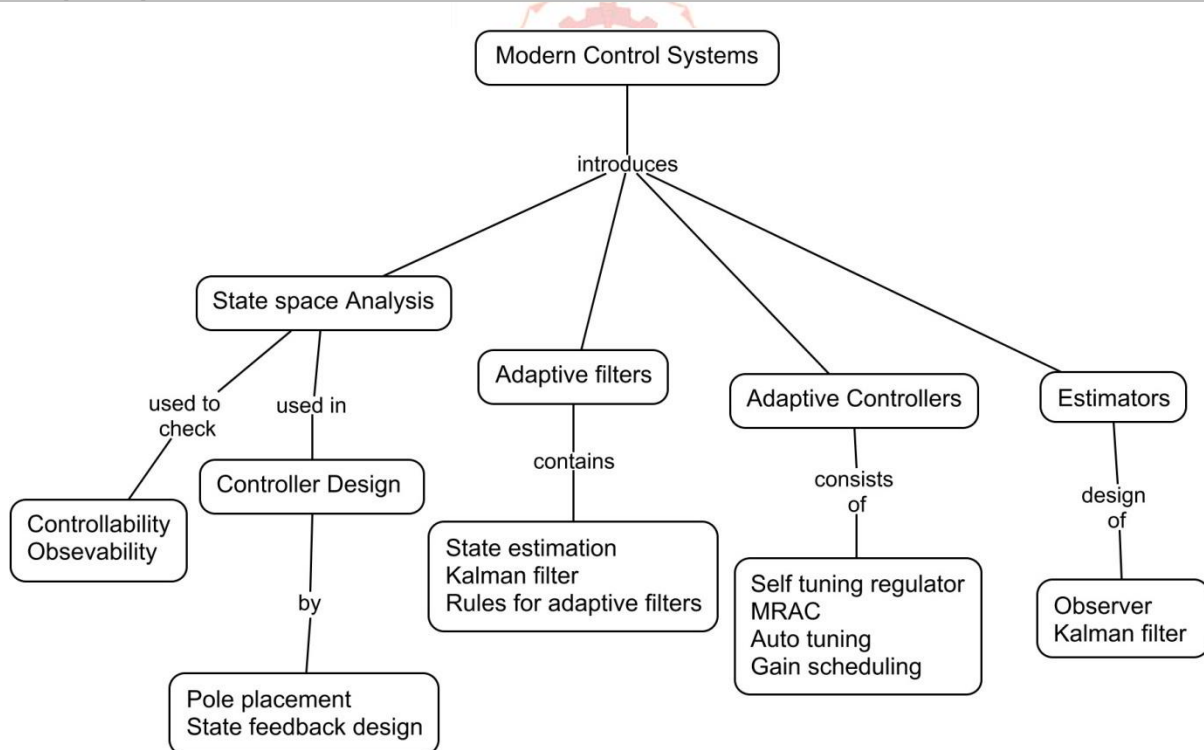 Modern Control Systems
introduces
State space Analysis
used to
check
Controllability
Obsevability
used in
Controller Design
by
Pole placement
State feedback design
Adaptive filters
contains
State estimation
Kalman filter
Rules for adaptive filters
Adaptive Controllers
consists
of
Self tuning regulator
MRAC
Auto tuning
Gain scheduling
Estimators
design
of
Observer
Kalman filter